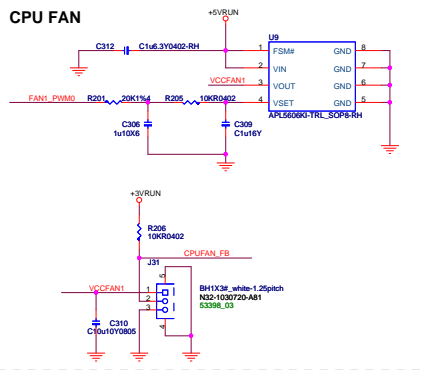 CPU FAN
+5VRUN
U9
C312 C1u6.3Y0402-RH
1 FSM# GND 8
2 VIN GND 7
VCCFAN1 3 VOUT GND 6
FAN1_PWM0 R201 20K1%4 R205 10KR0402 4 VSET GND 5
APL5606KI-TRL_SOP8-RH
C306 C309
1u10X6 C1u16Y
+3VRUN
R206
10KR0402
CPUFAN_FB
J31
5
VCCFAN1 1 BH1X3#_white-1.25pitch
2 N32-1030720-A81
3 53398_03
4
C310
C10u10Y0805